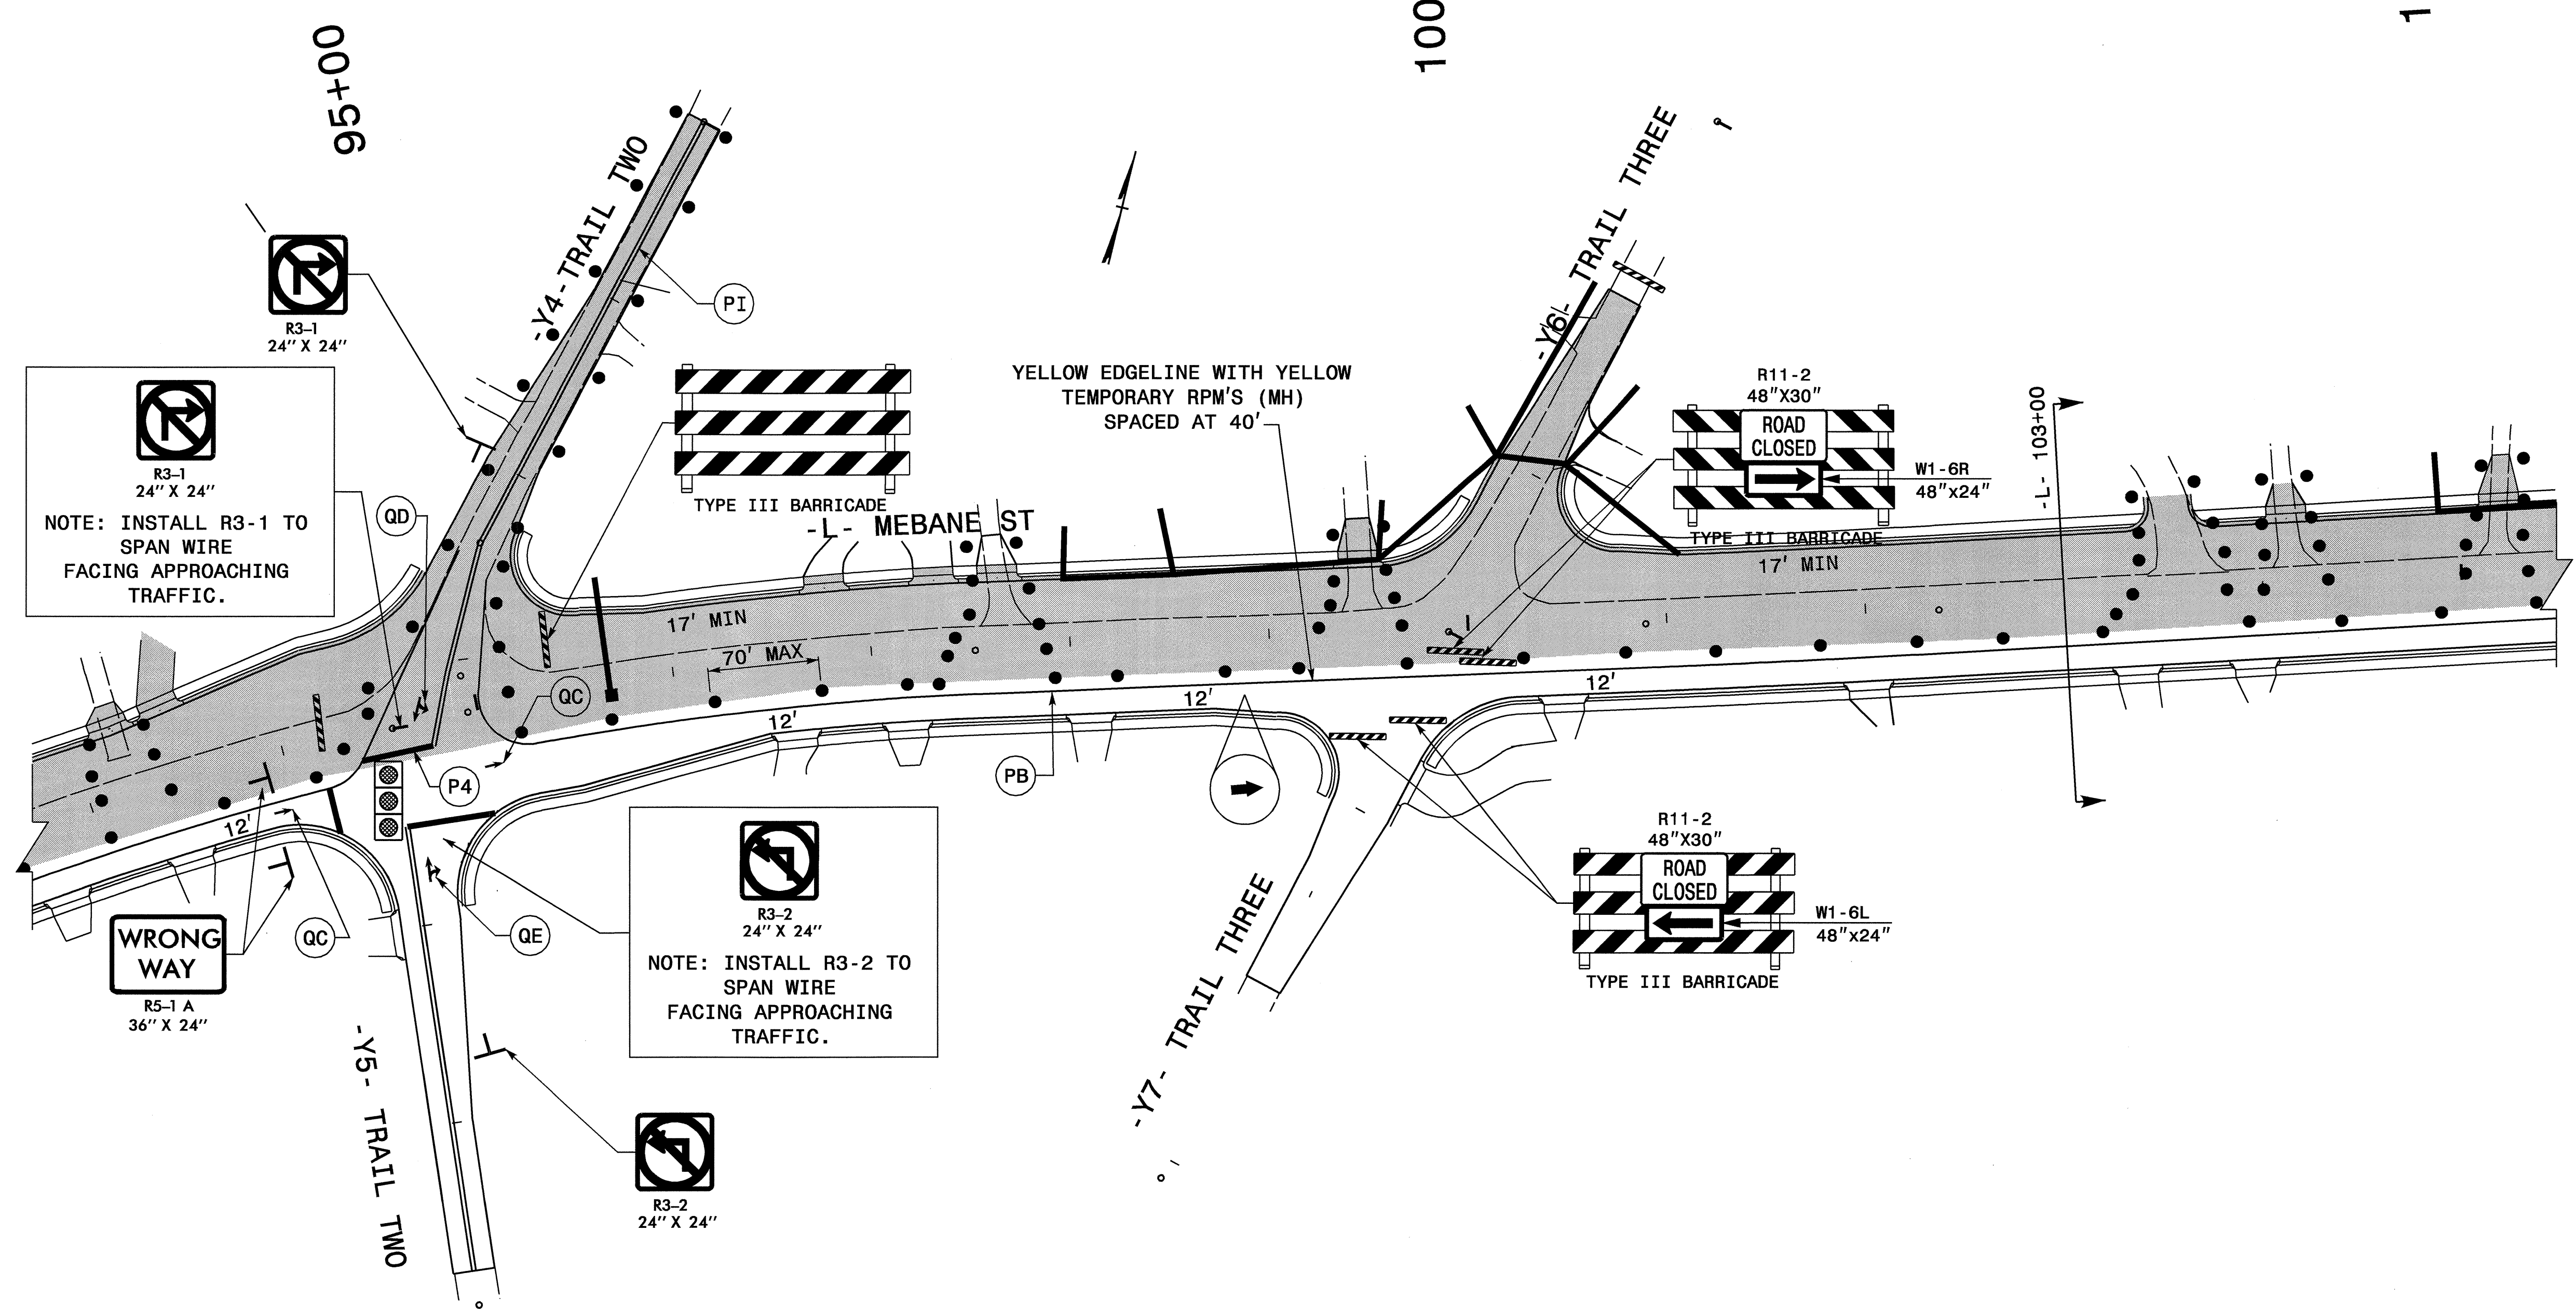 95+00
100
1
-Y4-TRAIL TWO
-Y6- TRAIL THREE
R3-1
24" X 24"
PI
R3-1
24" X 24"
NOTE: INSTALL R3-1 TO
SPAN WIRE
FACING APPROACHING
TRAFFIC.
QD
TYPE III BARRICADE
-L- MEBANE ST
YELLOW EDGELINE WITH YELLOW
TEMPORARY RPM'S (MH)
SPACED AT 40'
R11-2
48"X30"
ROAD
CLOSED
W1-6R
48"x24"
TYPE III BARRICADE
-L- 103+00
17' MIN
17' MIN
70' MAX
QC
12'
12'
12'
12'
P4
PB
QC
QE
WRONG
WAY
R5-1 A
36" X 24"
R3-2
24" X 24"
NOTE: INSTALL R3-2 TO
SPAN WIRE
FACING APPROACHING
TRAFFIC.
R11-2
48"X30"
ROAD
CLOSED
W1-6L
48"x24"
TYPE III BARRICADE
-Y7- TRAIL THREE
-Y5- TRAIL TWO
R3-2
24" X 24"